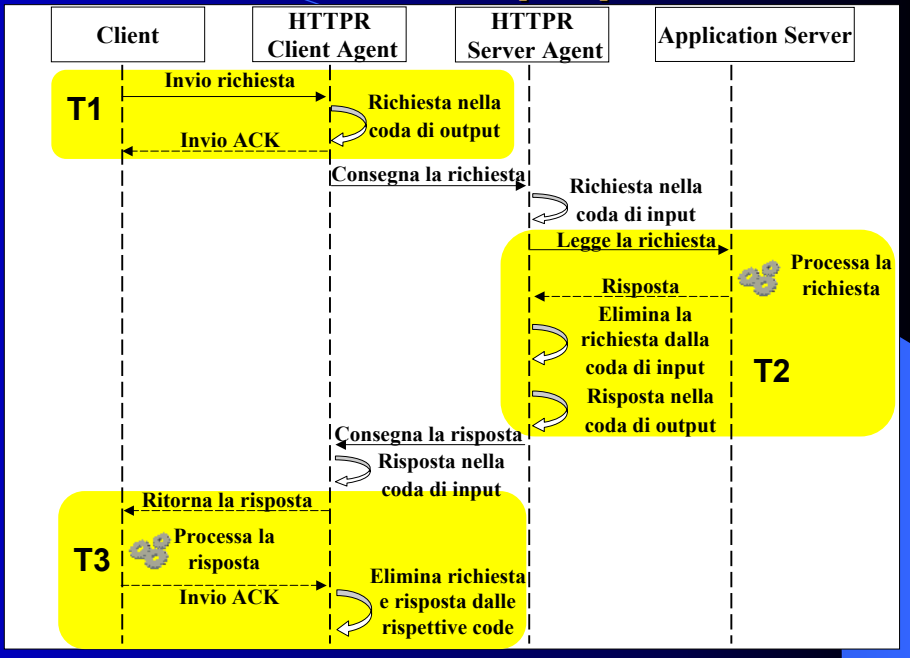 Client
HTTPR
Client Agent
HTTPR
Server Agent
Application Server
T1
Invio richiesta
Richiesta nella
coda di output
Invio ACK
Consegna la richiesta
Richiesta nella
coda di input
Legge la richiesta
Processa la
richiesta
Risposta
Elimina la
richiesta dalla
coda di input
T2
Risposta nella
coda di output
Consegna la risposta
Risposta nella
coda di input
Ritorna la risposta
T3
Processa la
risposta
Invio ACK
Elimina richiesta
e risposta dalle
rispettive code